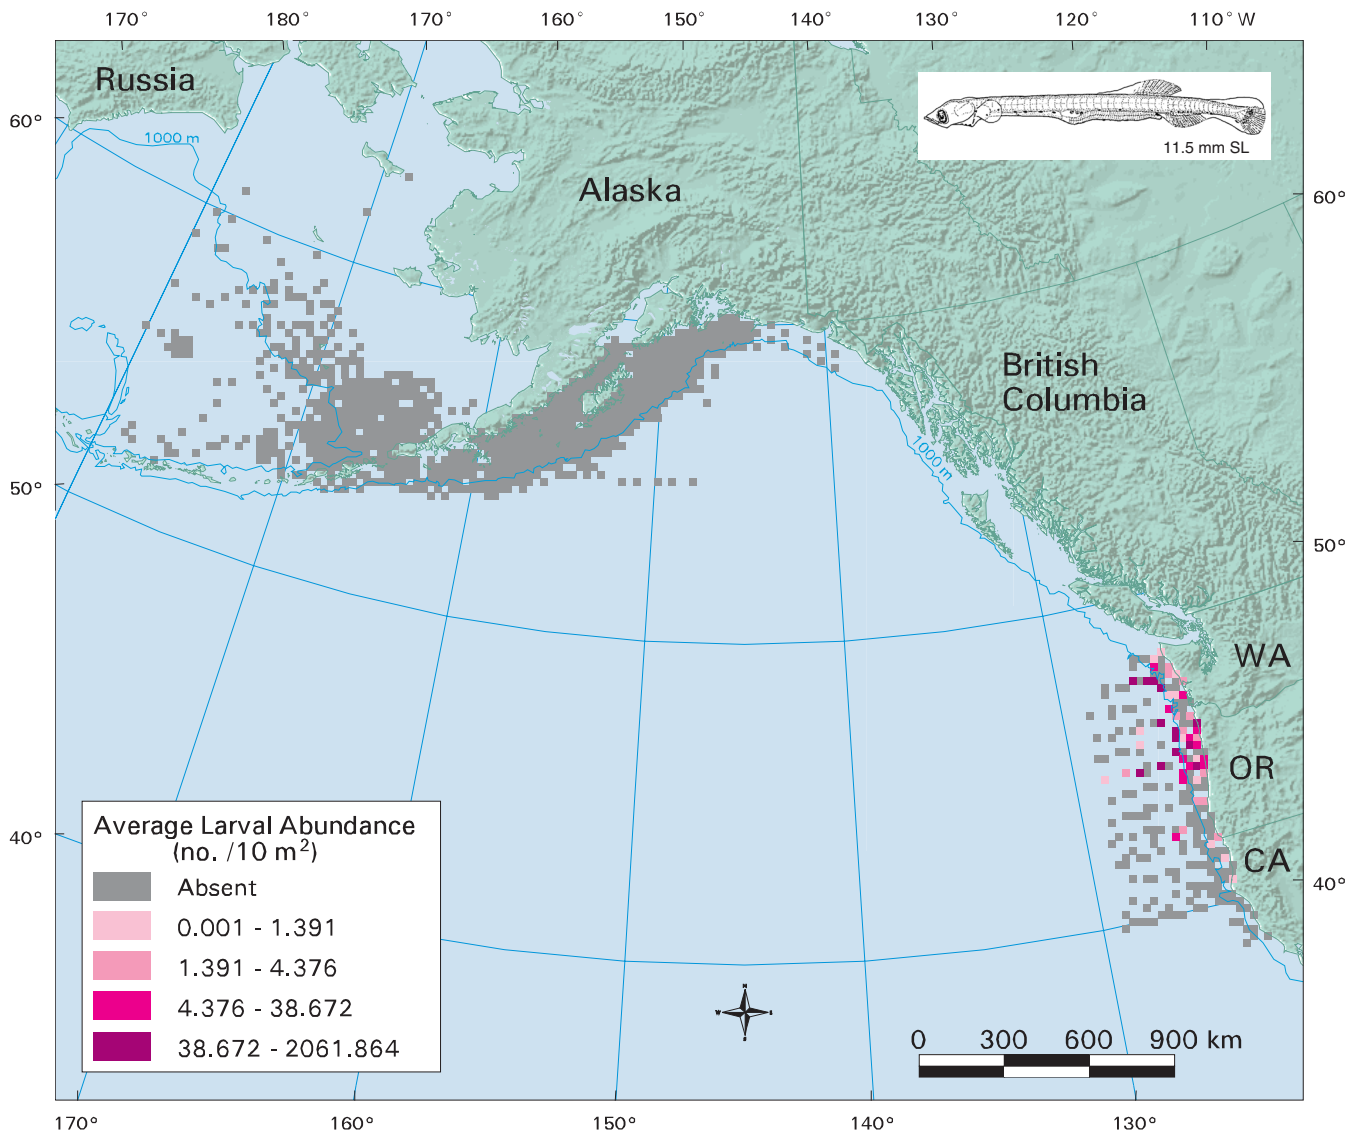 170° 180° 170° 160° 150° 140° 130° 120° 110° W
Russia
1000 m
60°
11.5 mm SL
Alaska
60°
British
Columbia
1000 m
50°
50°
WA
OR
CA
40°
40°
Average Larval Abundance
(no. /10 m²)
Absent
0.001 - 1.391
1.391 - 4.376
4.376 - 38.672
38.672 - 2061.864
N
W
E
S
0 300 600 900 km
170° 160° 150° 140° 130°